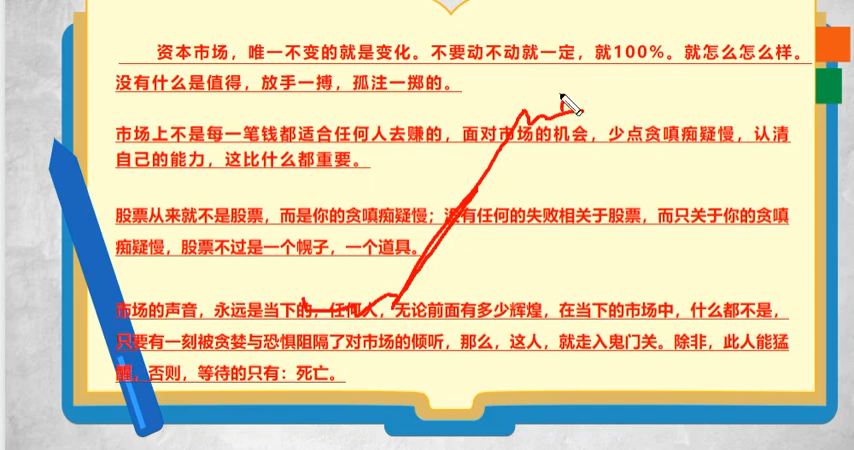 资本市场，唯一不变的就是变化。不要动不动就一定，就100%。就怎么怎么样。
没有什么是值得，放手一搏，孤注一掷的。
市场上不是每一笔钱都适合任何人去赚的，面对市场的机会，少点贪嗔痴疑慢，认清
自己的能力，这比什么都重要。
股票从来就不是股票，而是你的贪嗔痴疑慢；没有任何的失败相关于股票，而只关于你的贪嗔
痴疑慢，股票不过是一个幌子，一个道具。
市场的声音，永远是当下的，任何人，无论前面有多少辉煌，在当下的市场中，什么都不是，
只要有一刻被贪婪与恐惧阻隔了对市场的倾听，那么，这人，就走入鬼门关。除非，此人能猛
醒，否则，等待的只有：死亡。